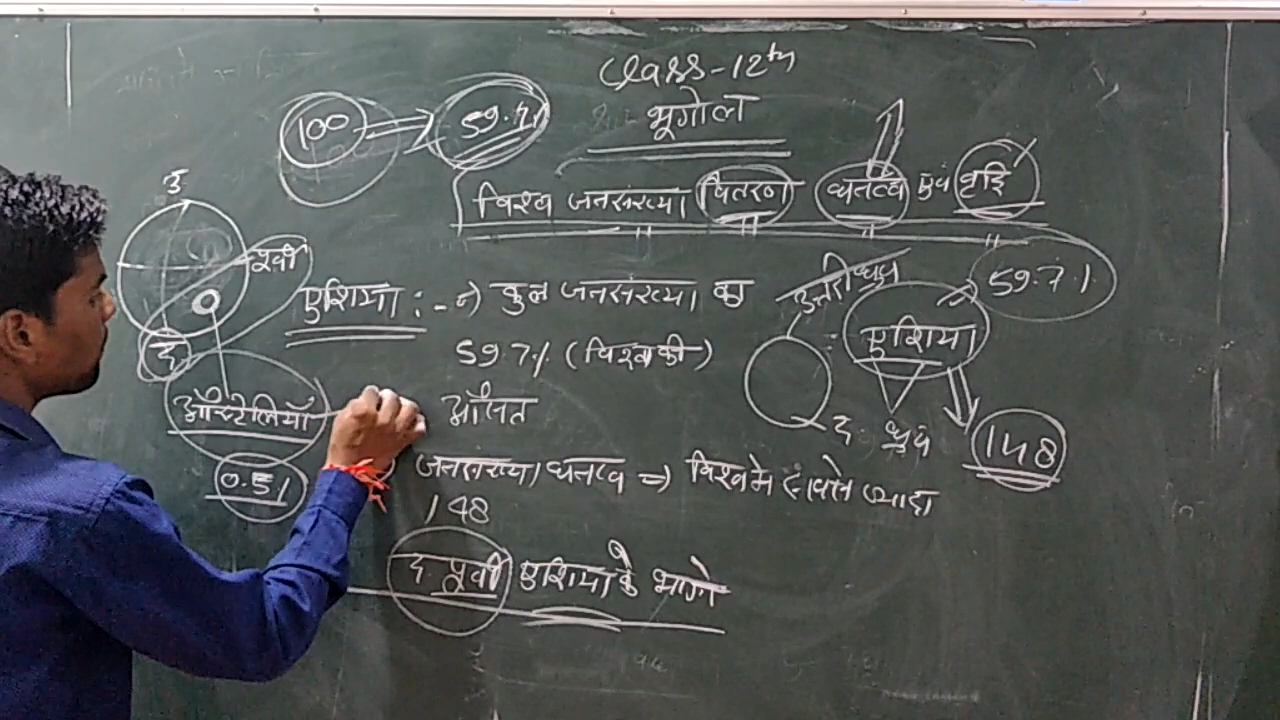 Class-12th
भूगोल
100 ⇒ 59.7%
विश्व जनसंख्या वितरण घनत्व एवं वृद्धि
उ
पूर्वी
द.
ऑस्ट्रेलियाँ
0.5%
एशिया :- कुल जनसंख्या का
59.7% (विश्व की)
औसत
जनसंख्या घनत्व ⇒ विश्व मे सबसे ज्यादा
148
द. पूर्वी एशिया के भागो
उत्तरी ध्रुव
एशिया
59.7%
द. ध्रुव
148